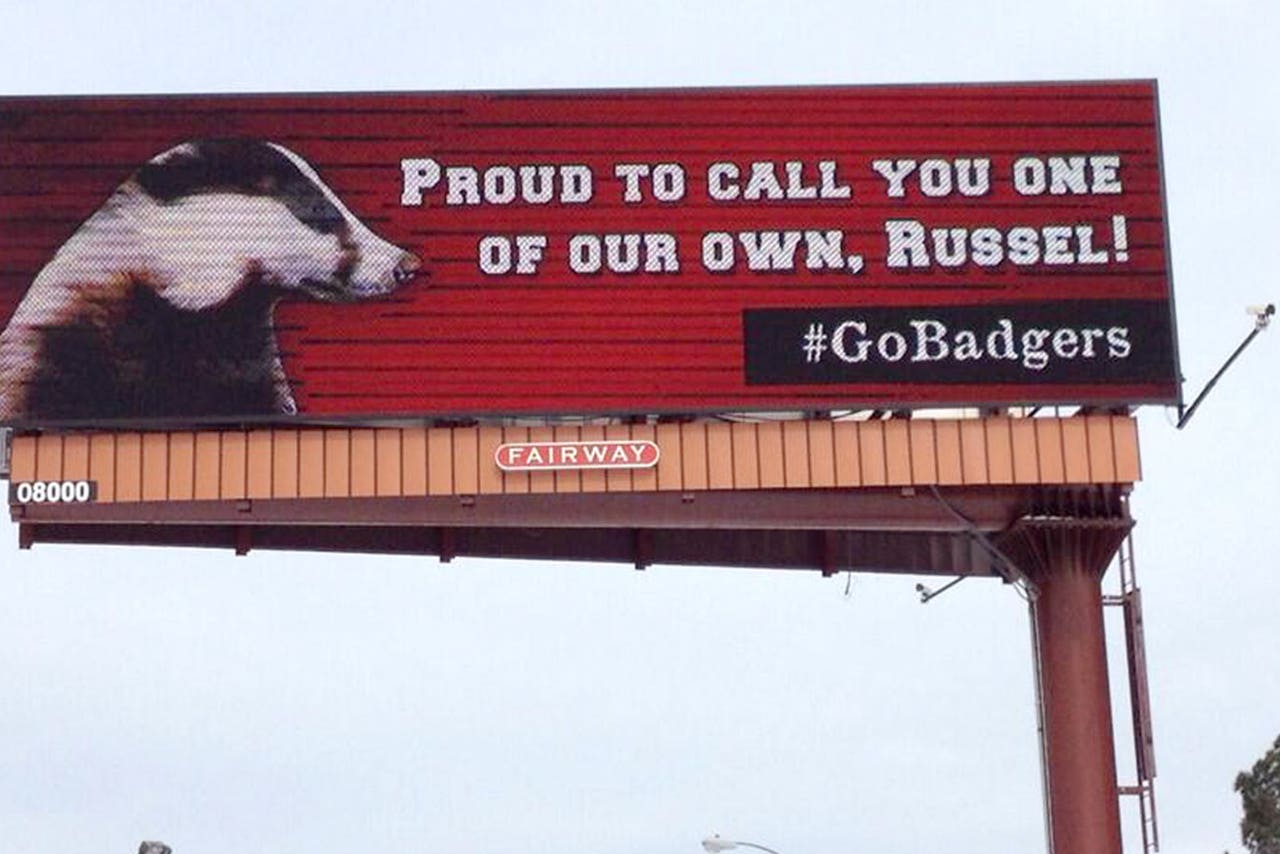 Proud to call you one
of our own, Russel!
#GoBadgers
FAIRWAY
08000